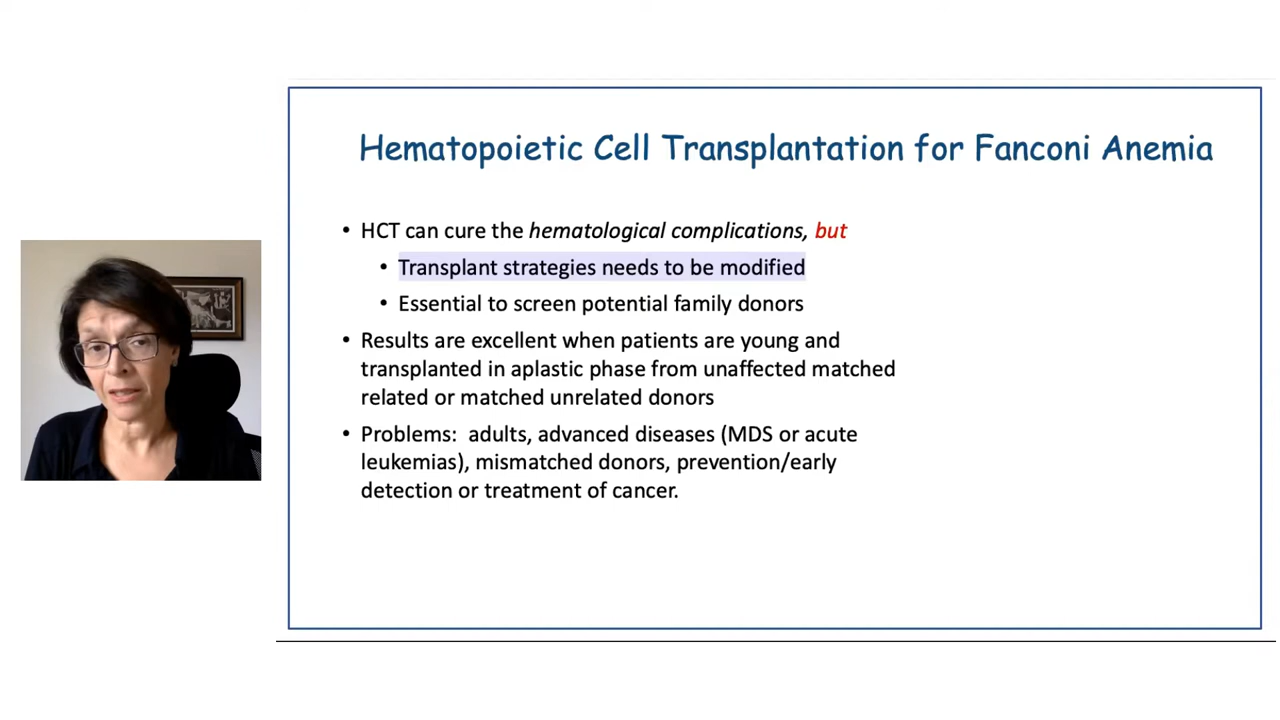 Hematopoietic Cell Transplantation for Fanconi Anemia
• HCT can cure the hematological complications, but
• Transplant strategies needs to be modified
• Essential to screen potential family donors
• Results are excellent when patients are young and
transplanted in aplastic phase from unaffected matched
related or matched unrelated donors
• Problems: adults, advanced diseases (MDS or acute
leukemias), mismatched donors, prevention/early
detection or treatment of cancer.